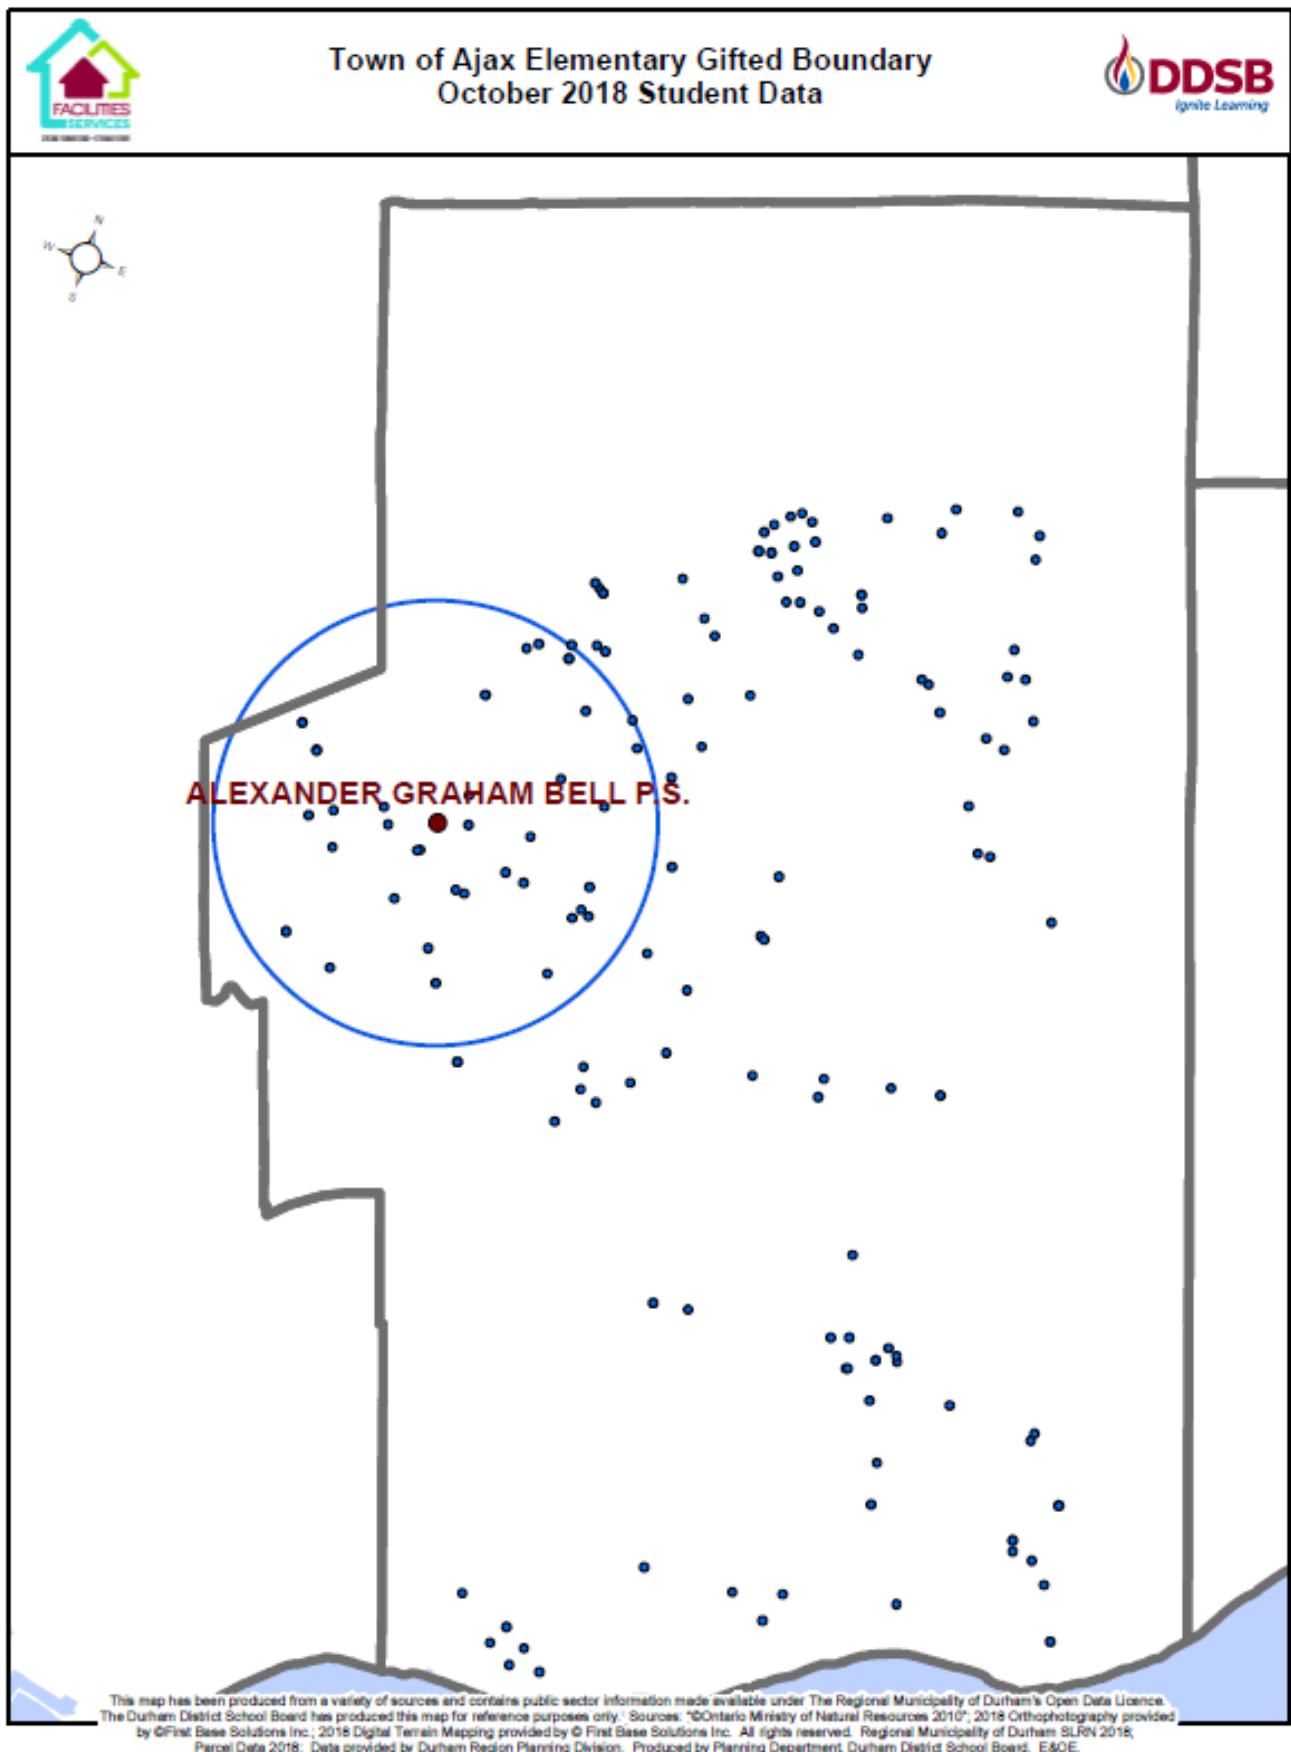 Town of Ajax Elementary Gifted Boundary
October 2018 Student Data
FACILITIES
SERVICES
DDSB
Ignite Learning
N
W
E
S
ALEXANDER GRAHAM BELL P.S.
This map has been produced from a variety of sources and contains public sector information made available under The Regional Municipality of Durham's Open Data Licence.
The Durham District School Board has produced this map for reference purposes only. Sources: "©Ontario Ministry of Natural Resources 2010"; 2018 Orthophotography provided
by ©First Base Solutions Inc.; 2018 Digital Terrain Mapping provided by © First Base Solutions Inc. All rights reserved. Regional Municipality of Durham SLRN 2018;
Parcel Data 2018; Data provided by Durham Region Planning Division. Produced by Planning Department, Durham District School Board. E&OE.